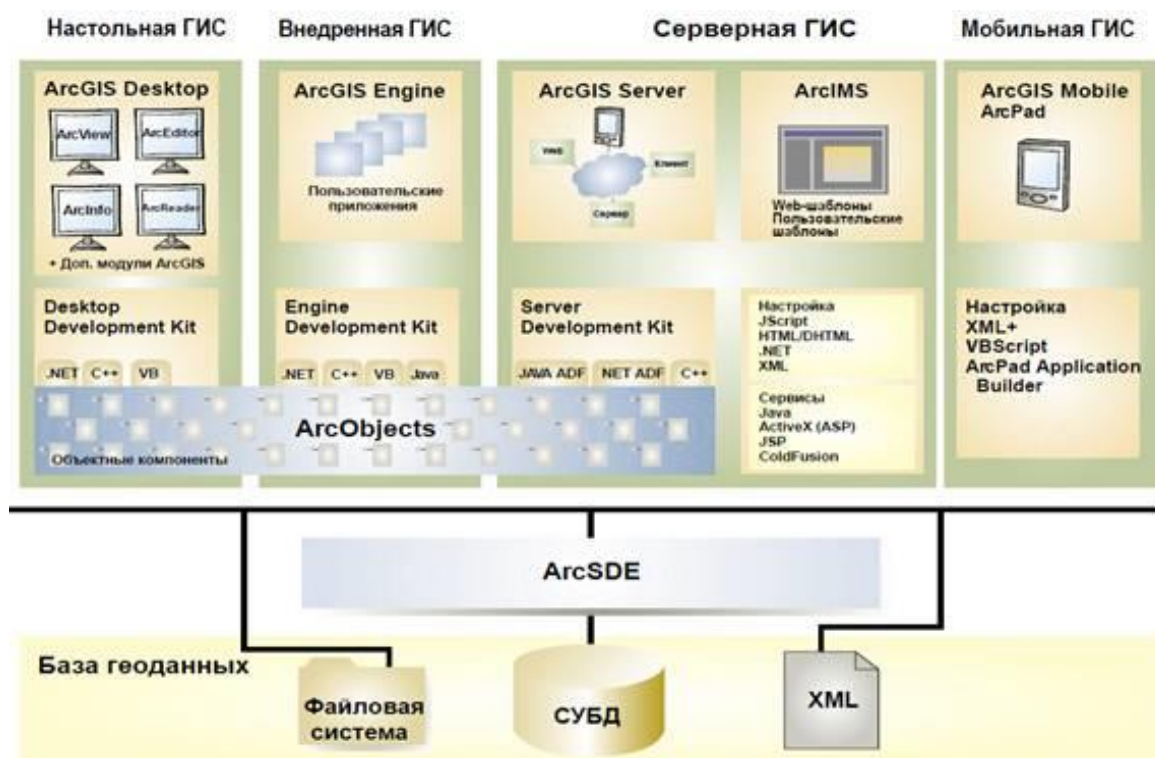 Настольная ГИС
Внедренная ГИС
Серверная ГИС
Мобильная ГИС
ArcGIS Desktop
ArcView
ArcEditor
ArcInfo
ArcReader
+ Доп. модули ArcGIS
ArcGIS Engine
Пользовательские
приложения
ArcGIS Server
Web
Клиент
Сервер
ArcIMS
Web-шаблоны
Пользовательские
шаблоны
ArcGIS Mobile
ArcPad
Desktop
Development Kit
.NET C++ VB
Engine
Development Kit
.NET C++ VB Java
Server
Development Kit
JAVA ADF NET ADF C++
Настройка
JScript
HTML/DHTML
.NET
XML
Сервисы
Java
ActiveX (ASP)
JSP
ColdFusion
Настройка
XML+
VBScript
ArcPad Application
Builder
ArcObjects
Объектные компоненты
ArcSDE
База геоданных
Файловая
система
СУБД
XML